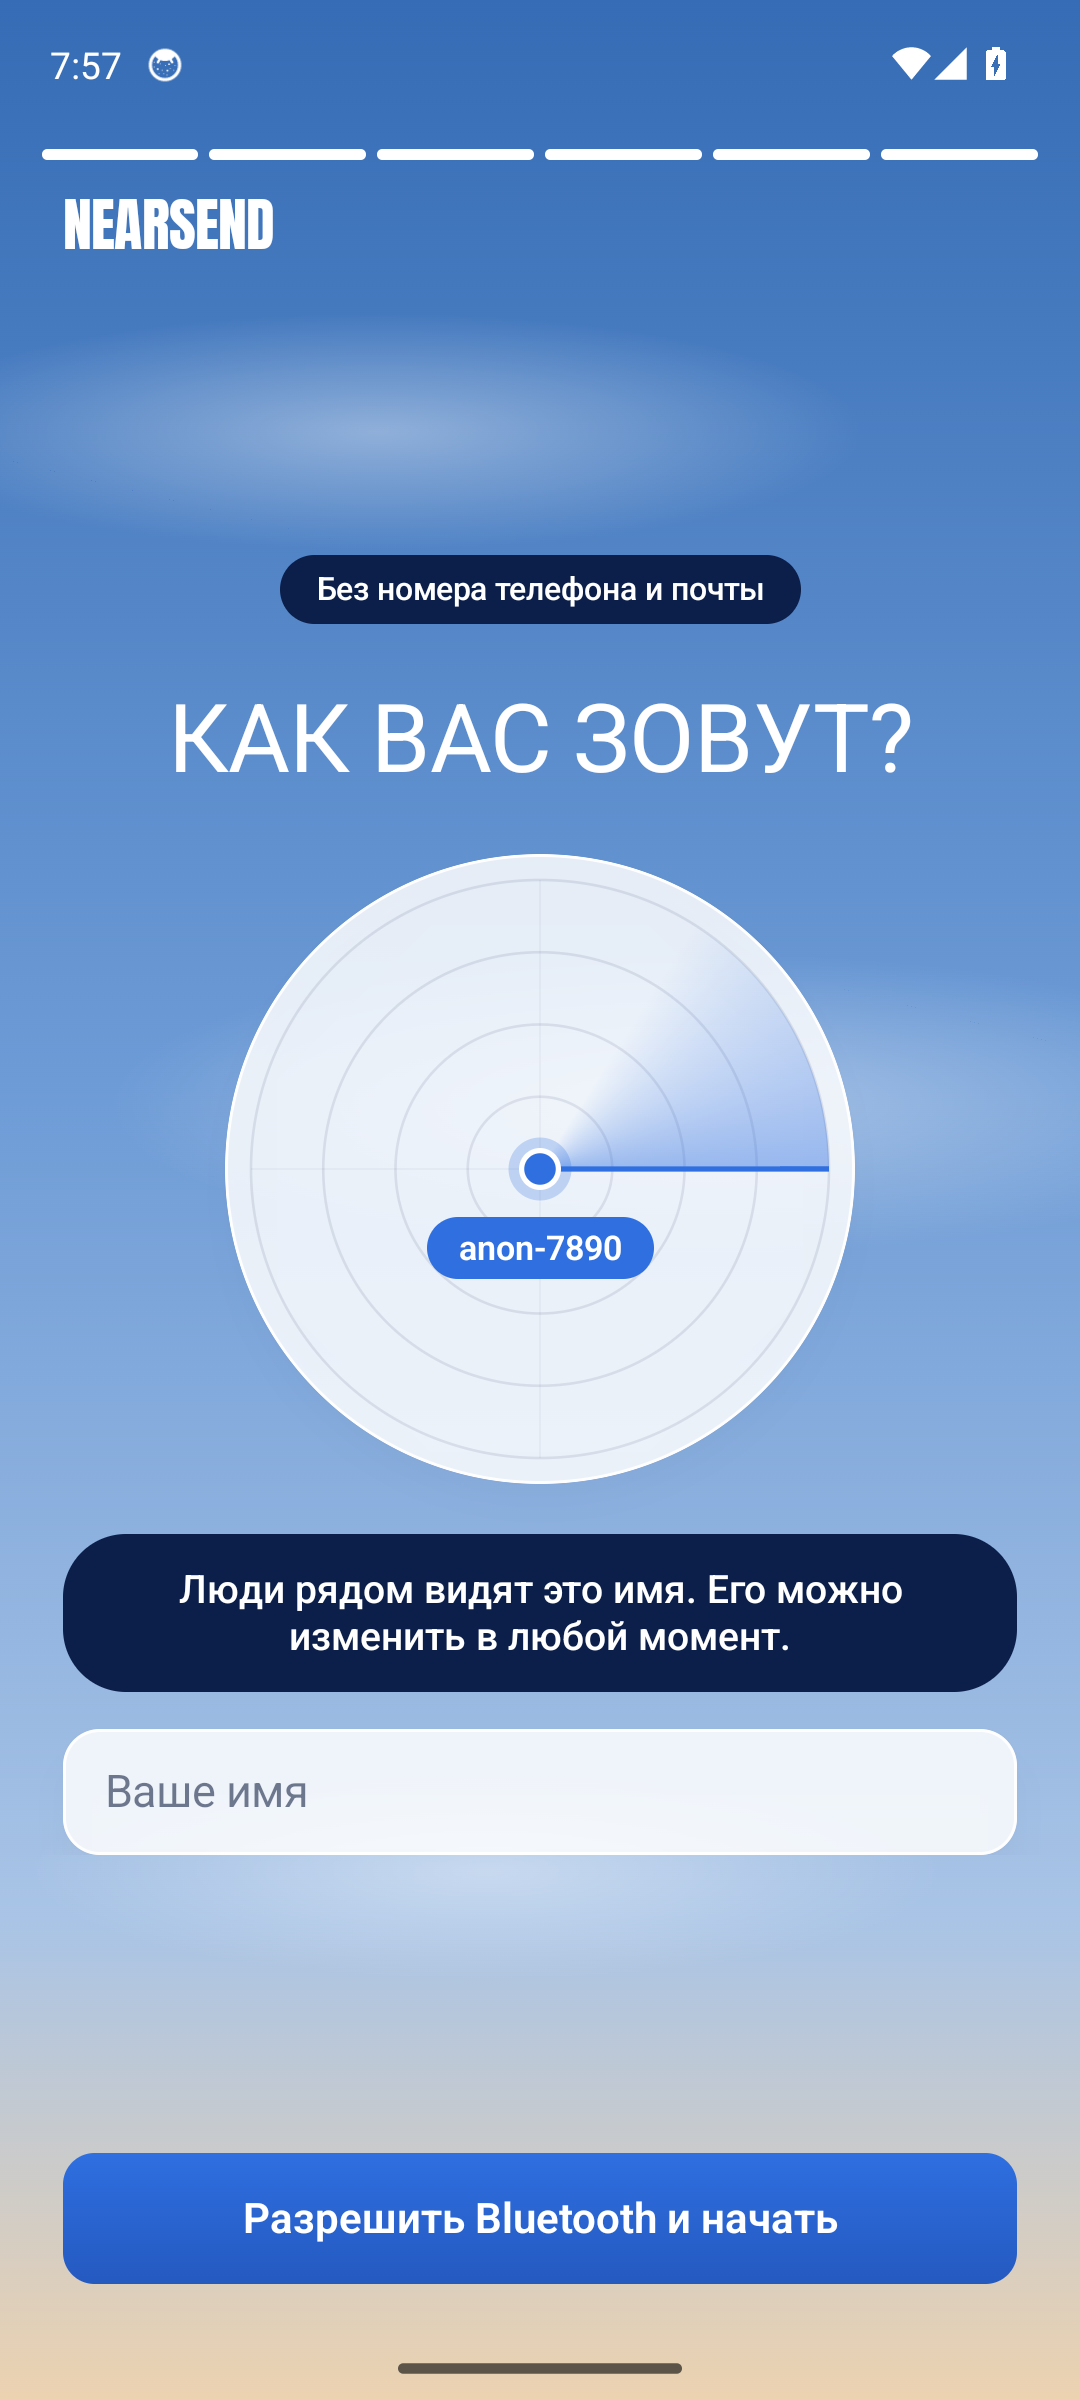 7:57
NEARSEND
Без номера телефона и почты
КАК ВАС ЗОВУТ?
anon-7890
Люди рядом видят это имя. Его можно
изменить в любой момент.
Ваше имя
Разрешить Bluetooth и начать